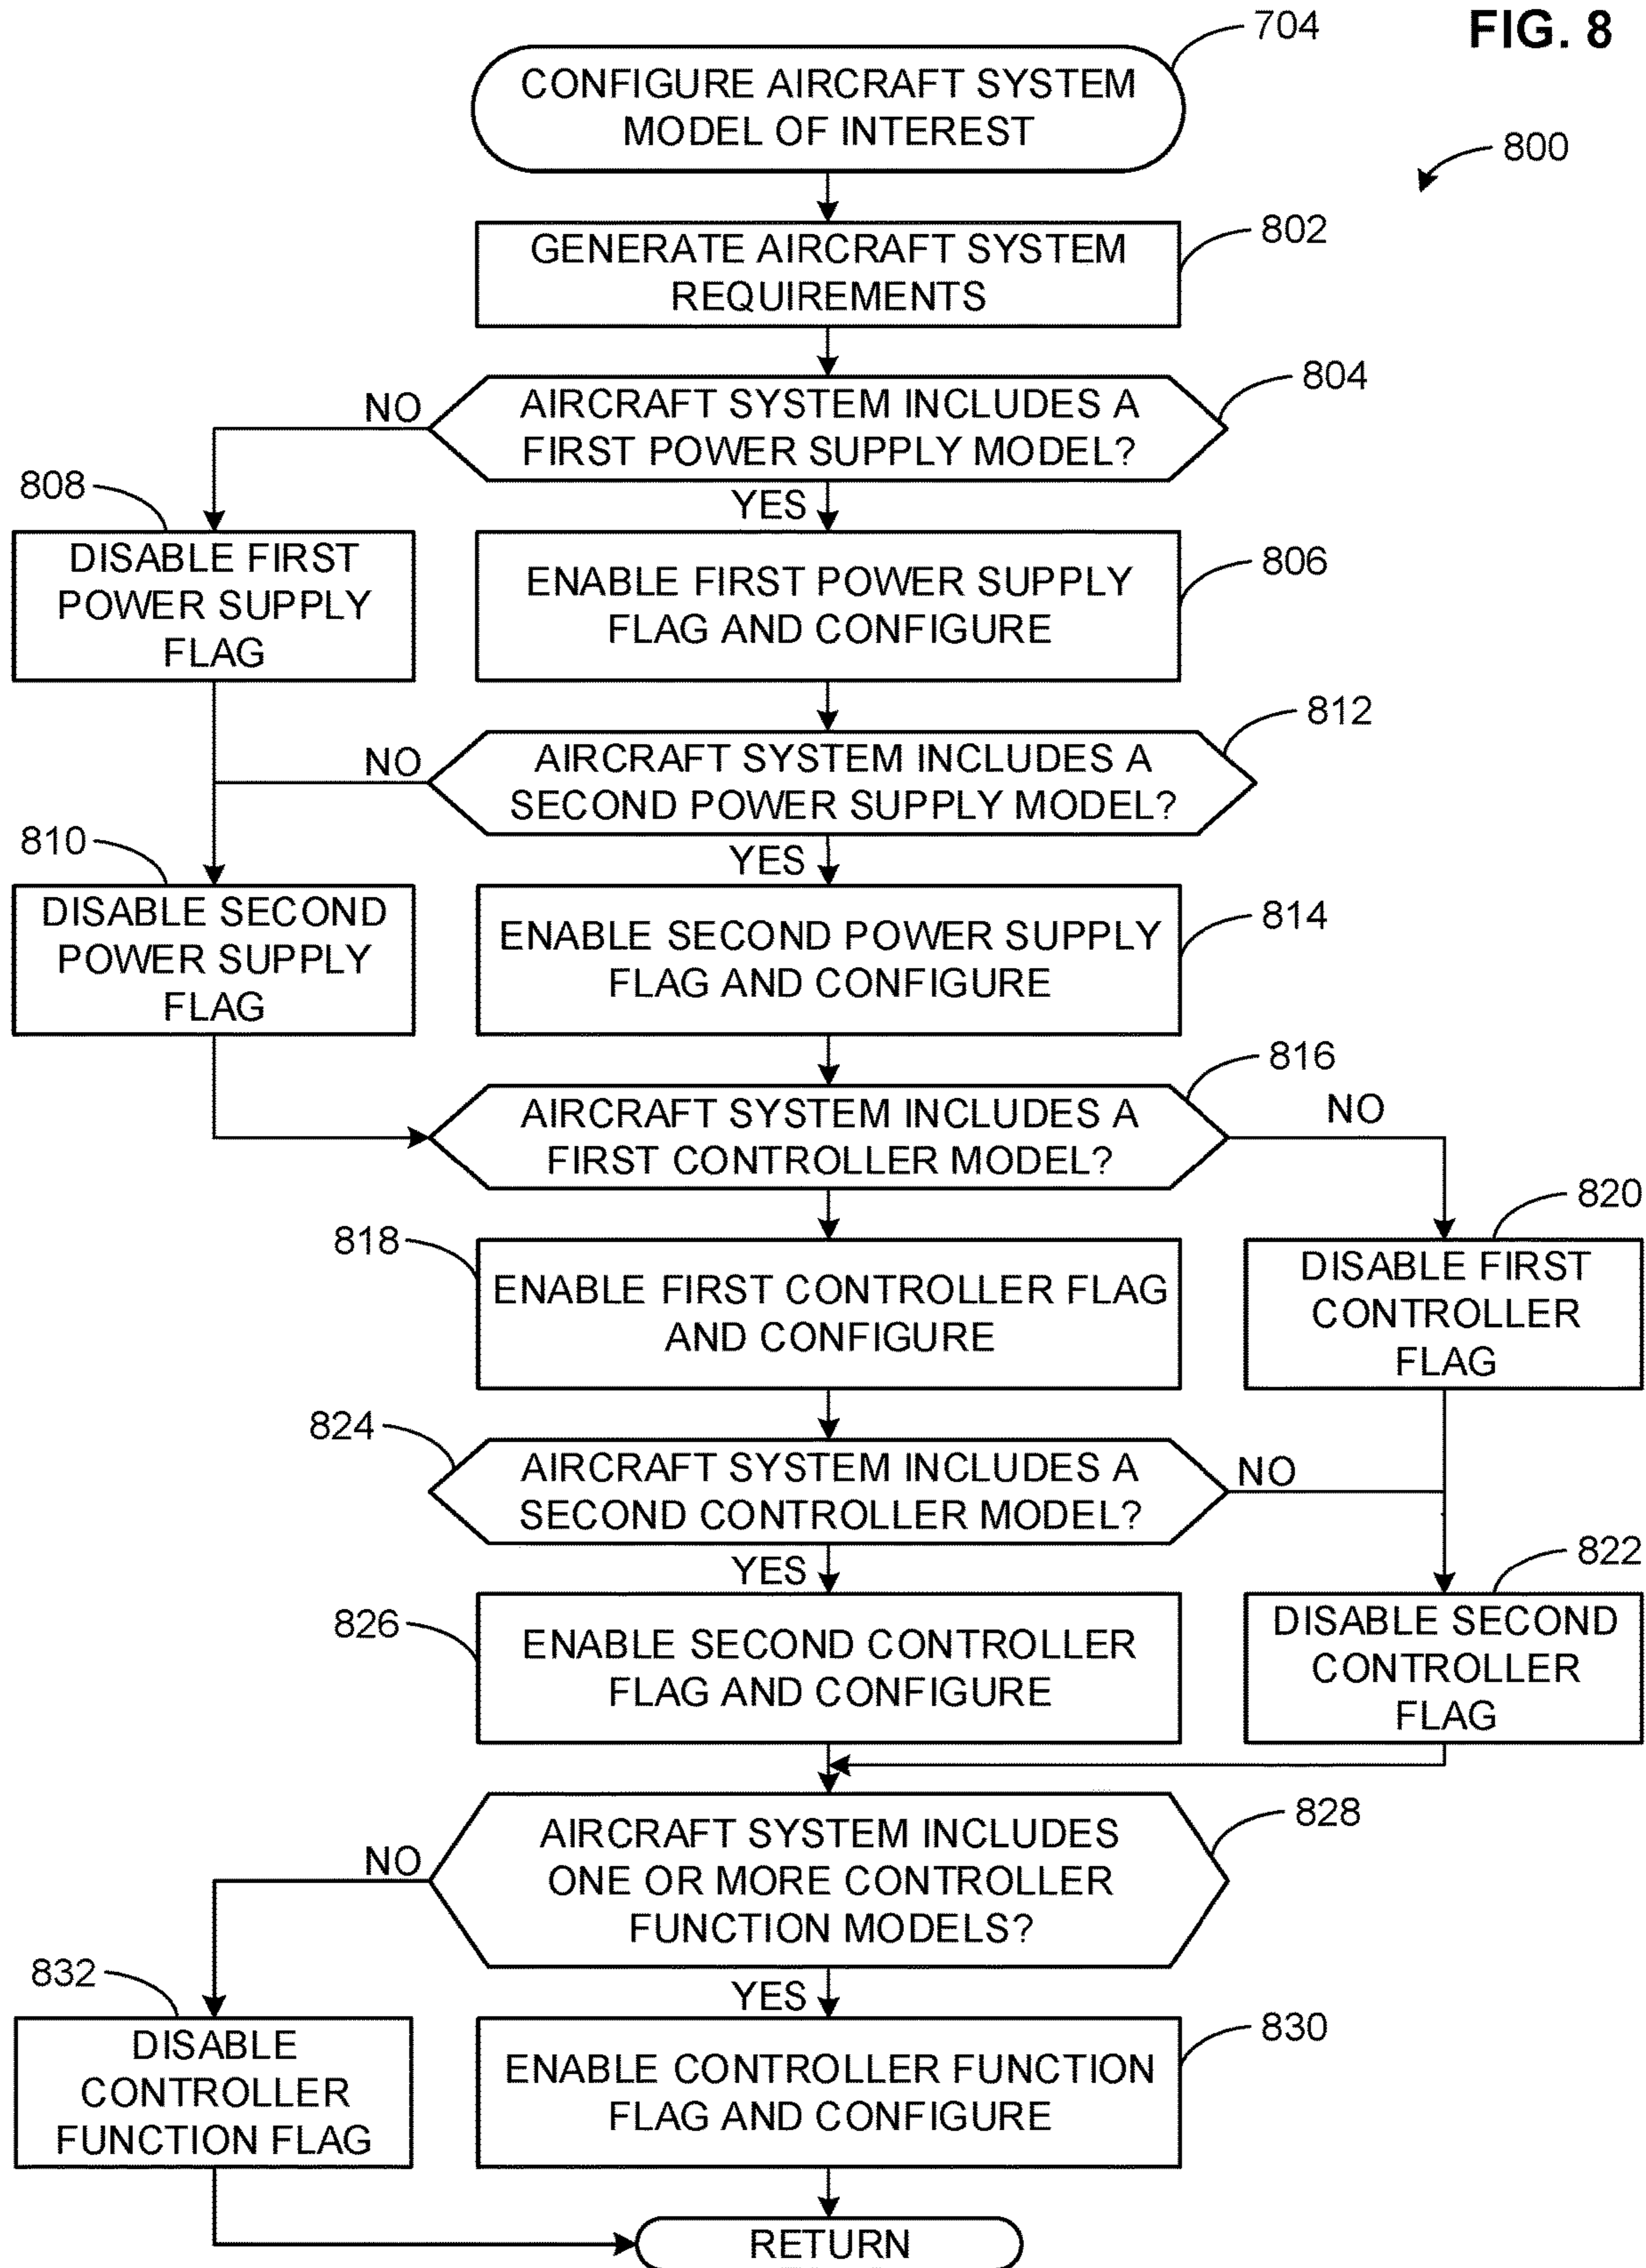 FIG. 8
704
CONFIGURE AIRCRAFT SYSTEM
MODEL OF INTEREST
800
802
GENERATE AIRCRAFT SYSTEM
REQUIREMENTS
804
NO
AIRCRAFT SYSTEM INCLUDES A
FIRST POWER SUPPLY MODEL?
808
YES
DISABLE FIRST
POWER SUPPLY
FLAG
806
ENABLE FIRST POWER SUPPLY
FLAG AND CONFIGURE
812
NO
AIRCRAFT SYSTEM INCLUDES A
SECOND POWER SUPPLY MODEL?
810
YES
DISABLE SECOND
POWER SUPPLY
FLAG
814
ENABLE SECOND POWER SUPPLY
FLAG AND CONFIGURE
816
AIRCRAFT SYSTEM INCLUDES A
FIRST CONTROLLER MODEL?
NO
820
818
ENABLE FIRST CONTROLLER FLAG
AND CONFIGURE
DISABLE FIRST
CONTROLLER
FLAG
824
AIRCRAFT SYSTEM INCLUDES A
SECOND CONTROLLER MODEL?
NO
YES
822
826
ENABLE SECOND CONTROLLER
FLAG AND CONFIGURE
DISABLE SECOND
CONTROLLER
FLAG
828
NO
AIRCRAFT SYSTEM INCLUDES
ONE OR MORE CONTROLLER
FUNCTION MODELS?
832
YES
DISABLE
CONTROLLER
FUNCTION FLAG
830
ENABLE CONTROLLER FUNCTION
FLAG AND CONFIGURE
RETURN